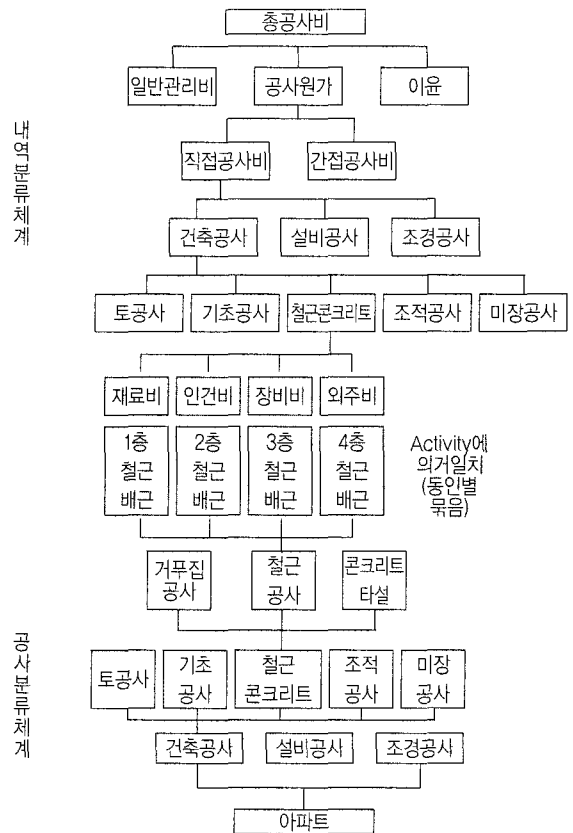 총공사비
일반관리비 공사원가 이윤
내역분류체계
직접공사비 간접공사비
건축공사 설비공사 조경공사
토공사 기초공사 철근콘크리트 조적공사 미장공사
재료비 인건비 장비비 외주비
1층 철근 배근
2층 철근 배근
3층 철근 배근
4층 철근 배근
Activity에
의거일치
(동인별
묶음)
거푸집
공사
철근
공사
콘크리트
타설
공사분류체계
토공사
기초
공사
철근
콘크리트
조적
공사
미장
공사
건축공사 설비공사 조경공사
아파트